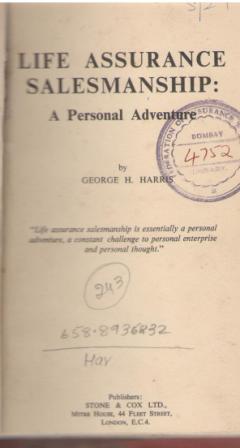 LIFE ASSURANCE
SALESMANSHIP:
A Personal Adventure
BOMBAY
4752
by
GEORGE H. HARRIS
"Life assurance salesmanship is essentially a personal
adventure, a constant challenge to personal enterprise
and personal thought."
243
658.8936832
Har
Publishers:
STONE & COX LTD.,
MITRE HOUSE, 44 FLEET STREET,
LONDON, E.C.4.